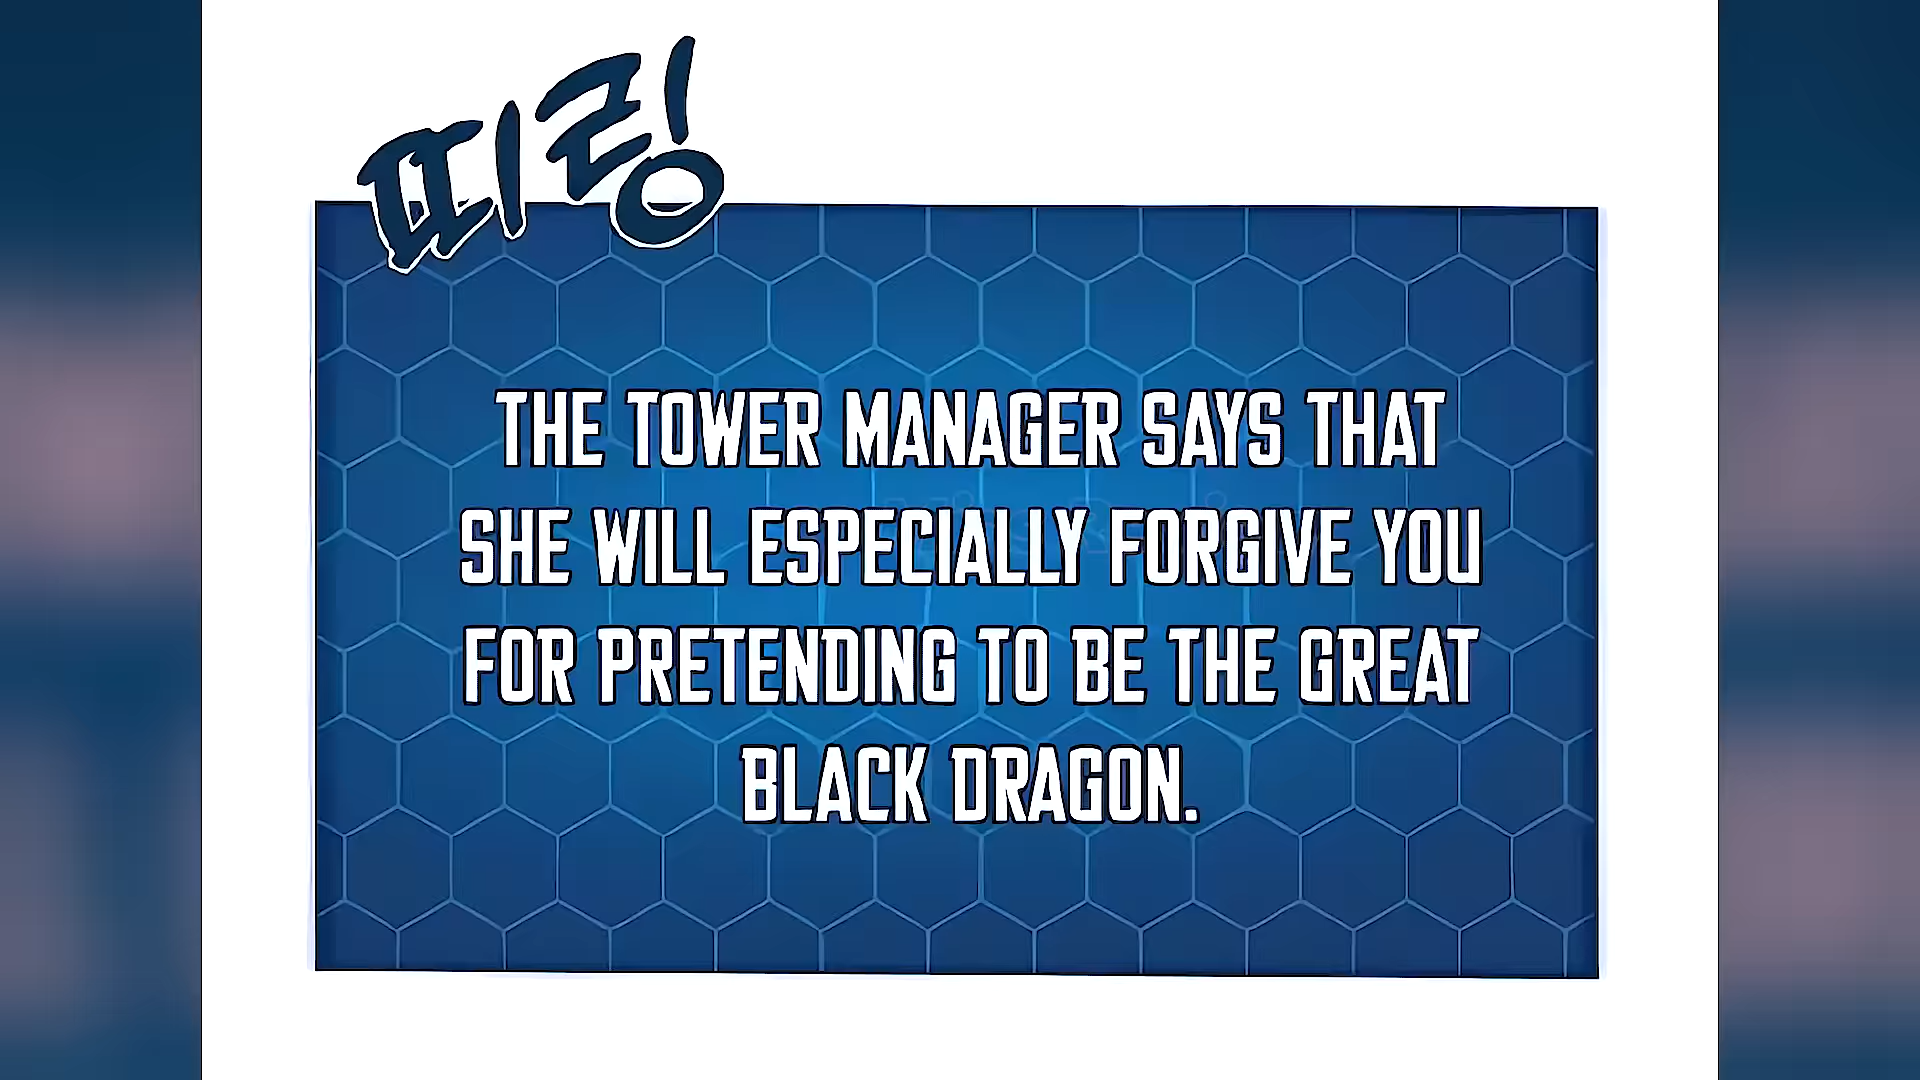 띠링
THE TOWER MANAGER SAYS THAT
SHE WILL ESPECIALLY FORGIVE YOU
FOR PRETENDING TO BE THE GREAT
BLACK DRAGON.